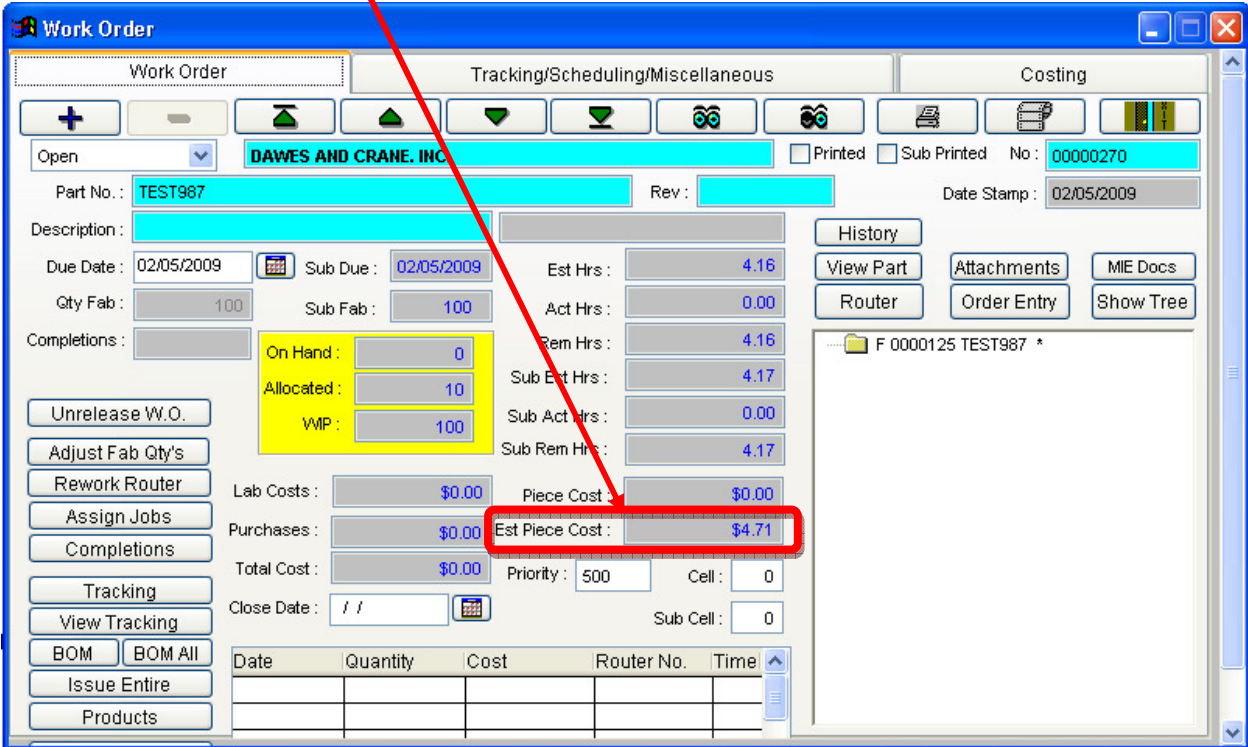 Work Order
Work Order Tracking/Scheduling/Miscellaneous Costing
EXIT
Open DAWES AND CRANE. INC Printed Sub Printed No : 00000270
Part No. : TEST987 Rev : Date Stamp : 02/05/2009
Description : History
Due Date : 02/05/2009 Sub Due : 02/05/2009 Est Hrs : 4.16 View Part Attachments MIE Docs
Qty Fab : 100 Sub Fab : 100 Act Hrs : 0.00 Router Order Entry Show Tree
Completions : On Hand : 0 Rem Hrs : 4.16 F 0000125 TEST987 *
Allocated : 10 Sub Est Hrs : 4.17
Unrelease W.O. WIP : 100 Sub Act Hrs : 0.00
Adjust Fab Qty's Sub Rem Hrs : 4.17
Rework Router Lab Costs : $0.00 Piece Cost : $0.00
Assign Jobs Purchases : $0.00 Est Piece Cost : $4.71
Completions Total Cost : $0.00 Priority : 500 Cell : 0
Tracking Close Date : / / Sub Cell : 0
View Tracking
BOM BOM All Date Quantity Cost Router No. Time
Issue Entire
Products